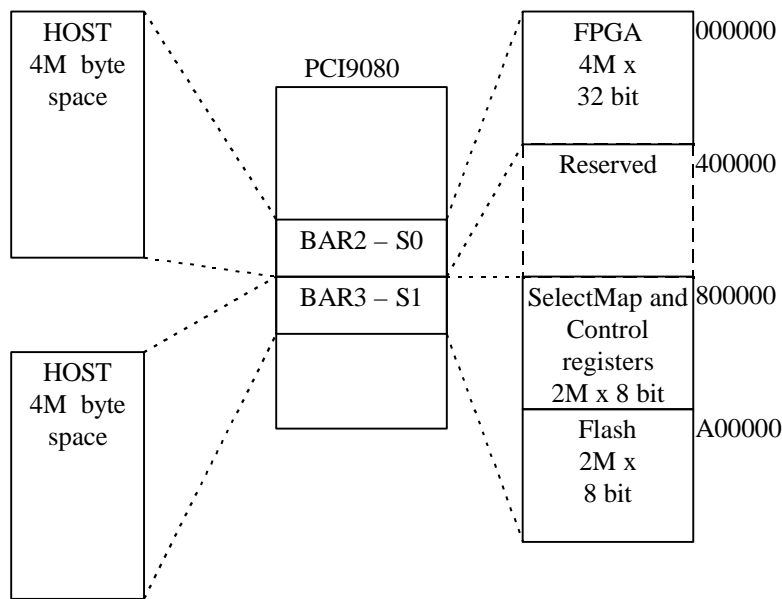 HOST
4M byte
space
PCI9080
BAR2 – S0
BAR3 – S1
HOST
4M byte
space
FPGA
4M x
32 bit
000000
Reserved
400000
SelectMap and
Control
registers
2M x 8 bit
800000
Flash
2M x
8 bit
A00000